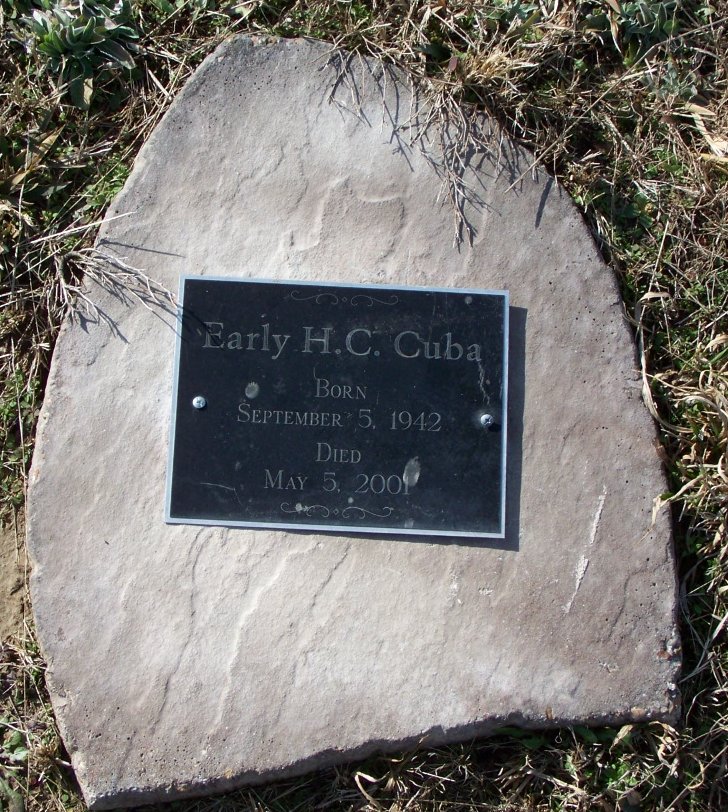 Early H.C. Cuba
Born
September 5, 1942
Died
May 5, 2001